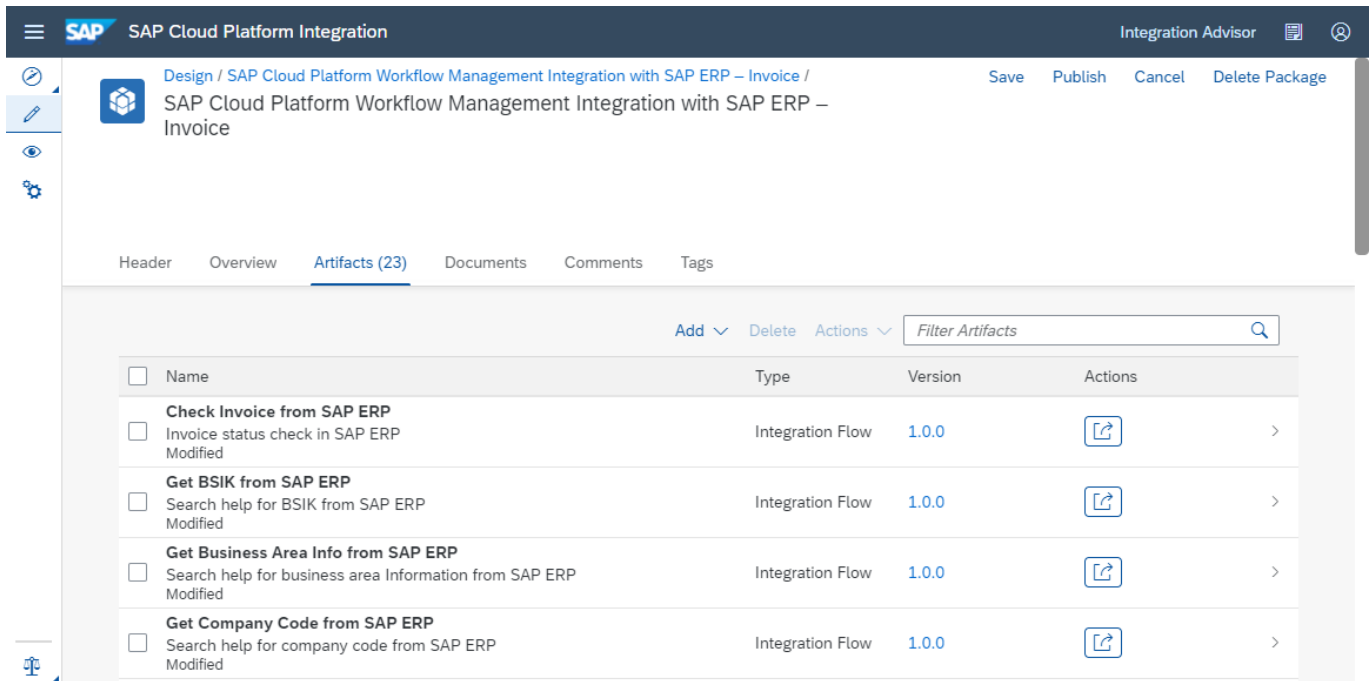 SAP SAP Cloud Platform Integration Integration Advisor
Design / SAP Cloud Platform Workflow Management Integration with SAP ERP – Invoice / Save Publish Cancel Delete Package
SAP Cloud Platform Workflow Management Integration with SAP ERP –
Invoice
Header Overview Artifacts (23) Documents Comments Tags
Add Delete Actions Filter Artifacts
Name Type Version Actions
Check Invoice from SAP ERP
Invoice status check in SAP ERP Integration Flow 1.0.0
Modified
Get BSIK from SAP ERP
Search help for BSIK from SAP ERP Integration Flow 1.0.0
Modified
Get Business Area Info from SAP ERP
Search help for business area Information from SAP ERP Integration Flow 1.0.0
Modified
Get Company Code from SAP ERP
Search help for company code from SAP ERP Integration Flow 1.0.0
Modified